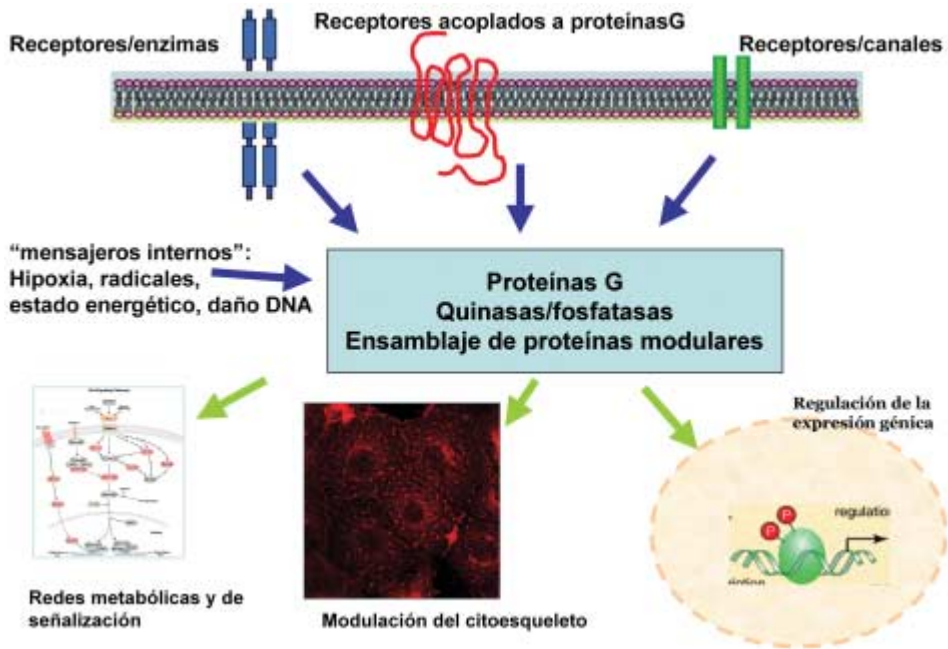 Receptores acoplados a proteínasG
Receptores/enzimas
Receptores/canales
“mensajeros internos”:
Hipoxia, radicales,
estado energético, daño DNA
Proteínas G
Quinasas/fosfatasas
Ensamblaje de proteínas modulares
Regulación de la
expresión génica
P
P
regulatio
Redes metabólicas y de
señalización
Modulación del citoesqueleto